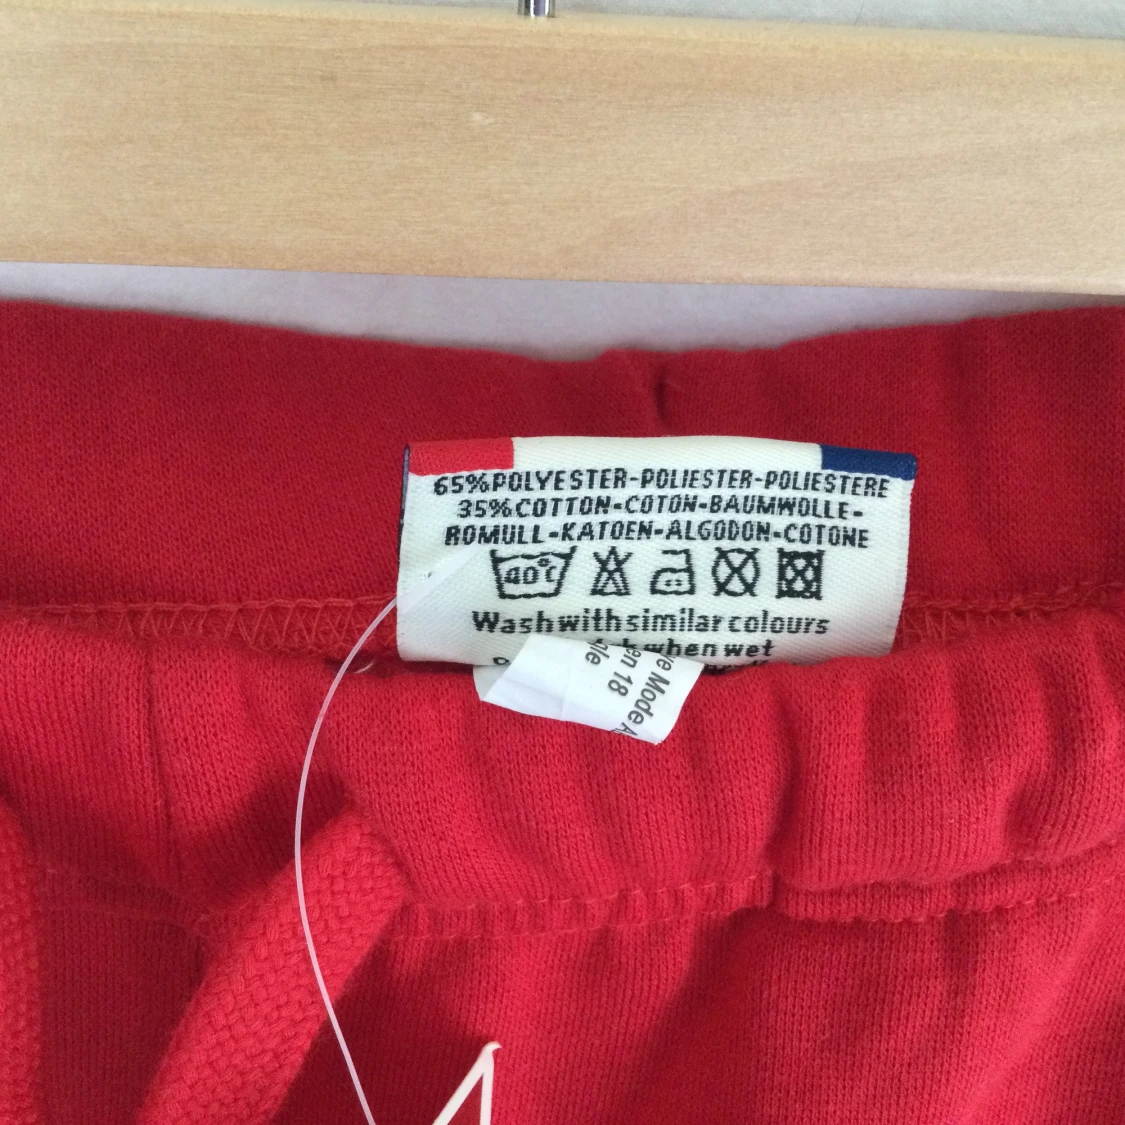 65%POLYESTER-POLIESTER-POLIESTERE
35%COTTON-COTON-BAUMWOLLE-
ROMULL-KATOEN-ALGODON-COTONE
40°C
Wash with similar colours
when wet
18
Mode